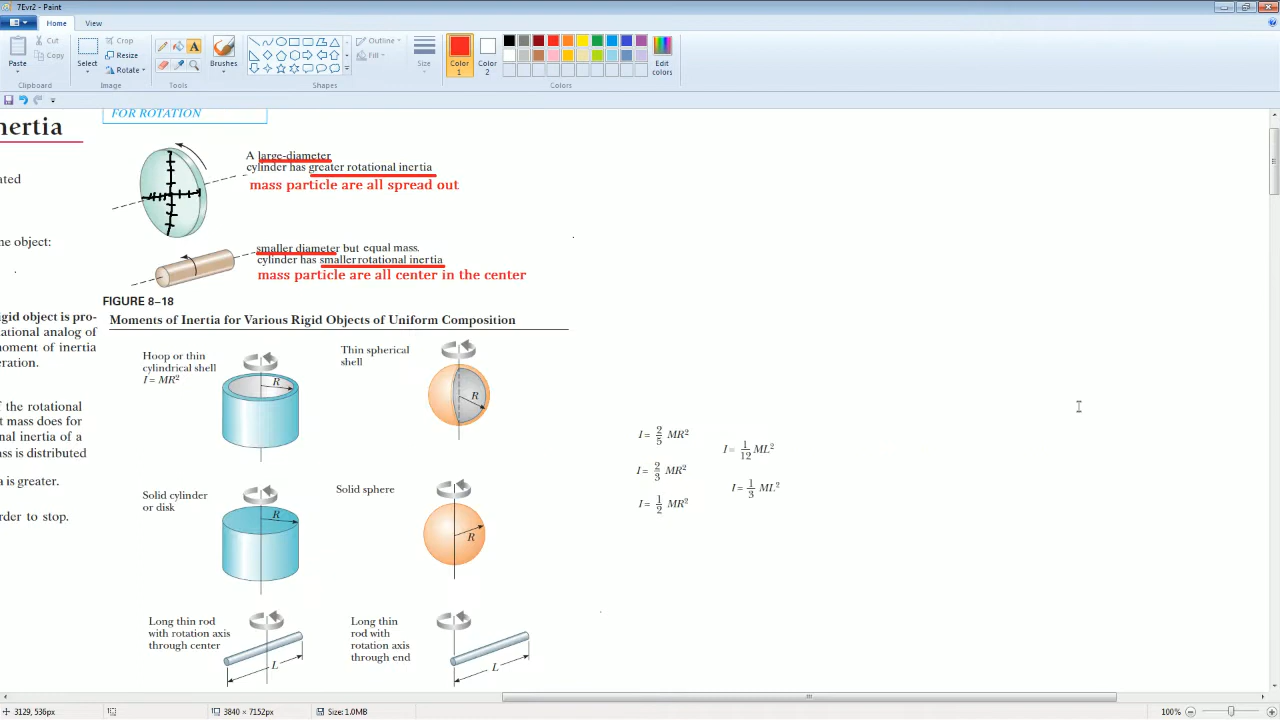 7Evr2 - Paint
Home
View
Paste
Cut
Copy
Clipboard
Select
Crop
Resize
Rotate
Image
Tools
Brushes
Shapes
Outline
Fill
Size
Color
1
Color
2
Edit
colors
Colors
nertia
FOR ROTATION
A large-diameter
cylinder has greater rotational inertia
mass particle are all spread out
ated
ne object:
smaller diameter but equal mass.
cylinder has smaller rotational inertia
mass particle are all center in the center
FIGURE 8–18
Moments of Inertia for Various Rigid Objects of Uniform Composition
igid object is pro-
ational analog of
noment of inertia
eration.
f the rotational
t mass does for
nal inertia of a
ass is distributed
a is greater.
rder to stop.
Hoop or thin
cylindrical shell
I = MR²
R
Thin spherical
shell
R
Solid cylinder
or disk
R
Solid sphere
R
Long thin rod
with rotation axis
through center
L
Long thin
rod with
rotation axis
through end
L
I = 2/5 MR²
I = 1/12 ML²
I = 2/3 MR²
I = 1/3 ML²
I = 1/2 MR²
3129, 536px
3840 × 7152px
Size: 1.0MB
100%